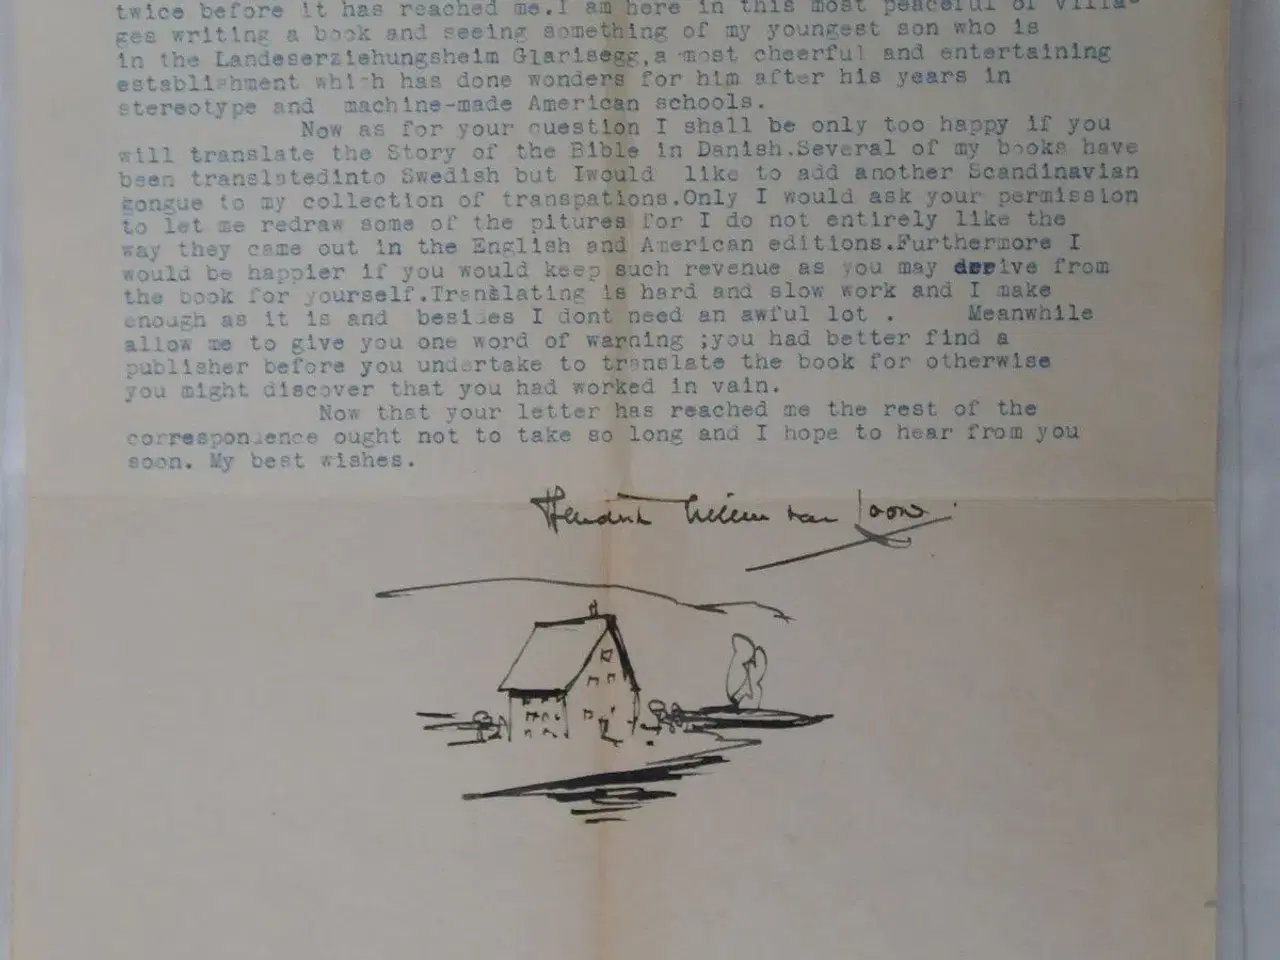 twice before it has reached me.I am here in this most peaceful of villa-
ges writing a book and seeing something of my youngest son who is
in the Landeserziehungsheim Glarisegg,a most cheerful and entertaining
establishment which has done wonders for him after his years in
stereotype and machine-made American schools.
Now as for your question I shall be only too happy if you
will translate the Story of the Bible in Danish.Several of my books have
been translatedinto Swedish but Iwould like to add another Scandinavian
gongue to my collection of transpations.Only I would ask your permission
to let me redraw some of the pitures for I do not entirely like the
way they came out in the English and American editions.Furthermore I
would be happier if you would keep such revenue as you may derive from
the book for yourself.Translating is hard and slow work and I make
enough as it is and besides I dont need an awful lot . Meanwhile
allow me to give you one word of warning ;you had better find a
publisher before you undertake to translate the book for otherwise
you might discover that you had worked in vain.
Now that your letter has reached me the rest of the
correspondence ought not to take so long and I hope to hear from you
soon. My best wishes.
Hendrik Willem van Loon.